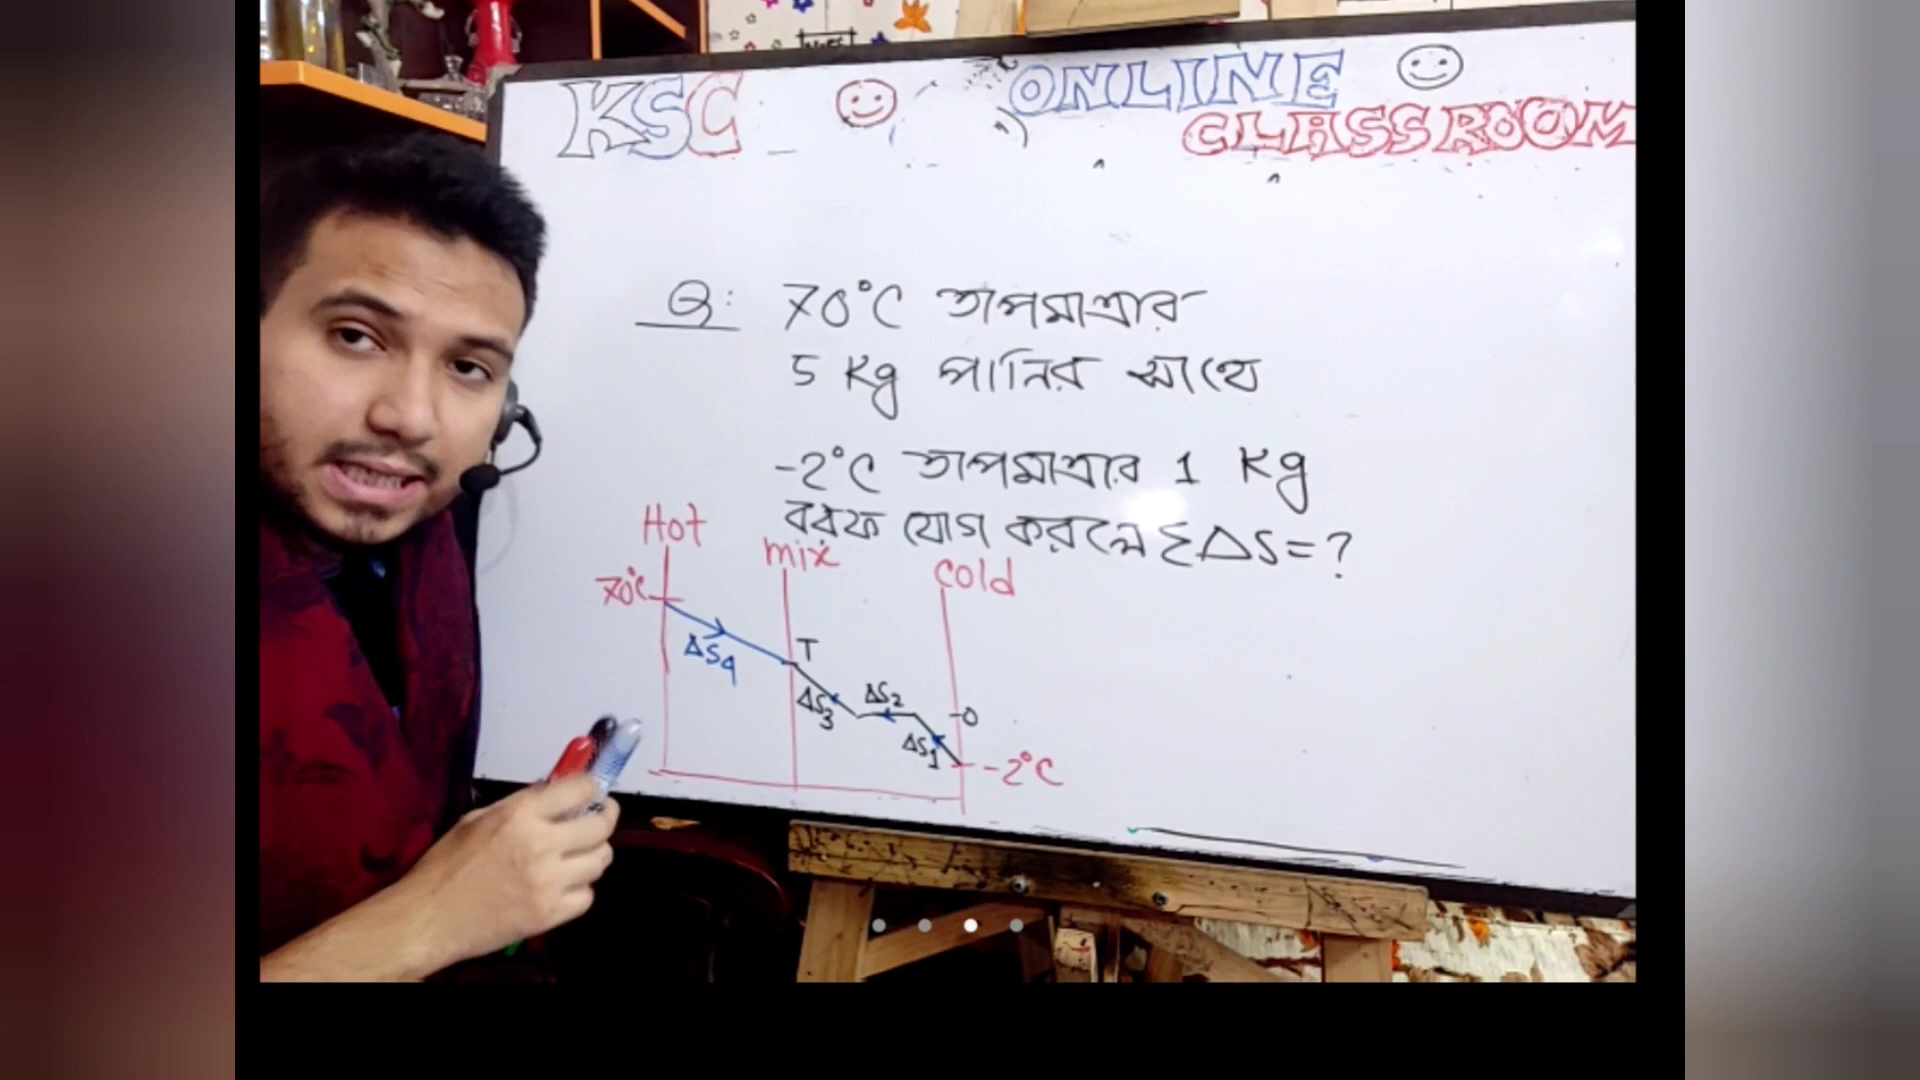 KSC
ONLINE
CLASSROOM
Q: 70°C তাপমাত্রার
5 Kg পানির সাথে
-2°C তাপমাত্রার 1 Kg
বরফ যোগ করলে ΣΔS=?
Hot
mix
cold
70°C
T
ΔS4
ΔS3
ΔS2
ΔS1
0
-2°C